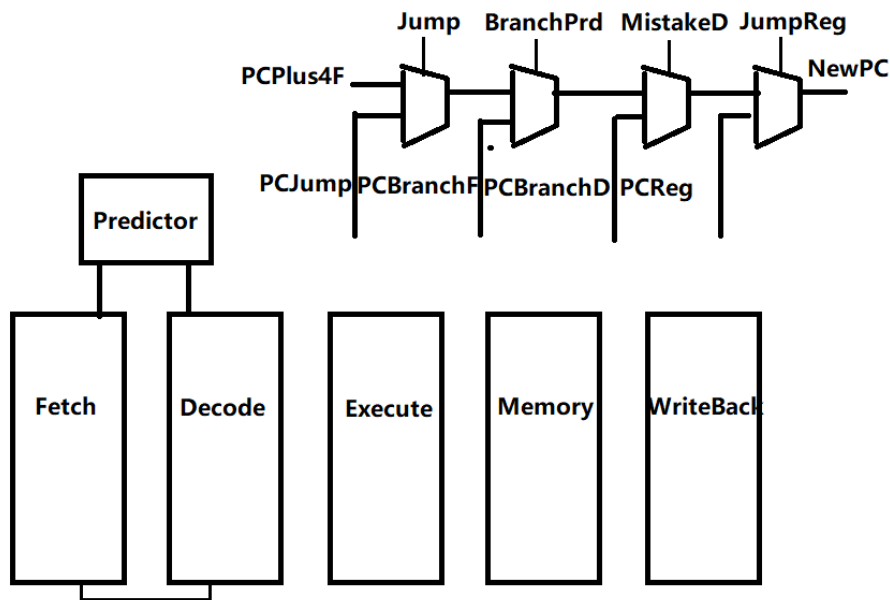 Jump BranchPrd MistakeD JumpReg
PCPlus4F NewPC
PCJump PCBranchF PCBranchD PCReg
Predictor
Fetch Decode Execute Memory WriteBack